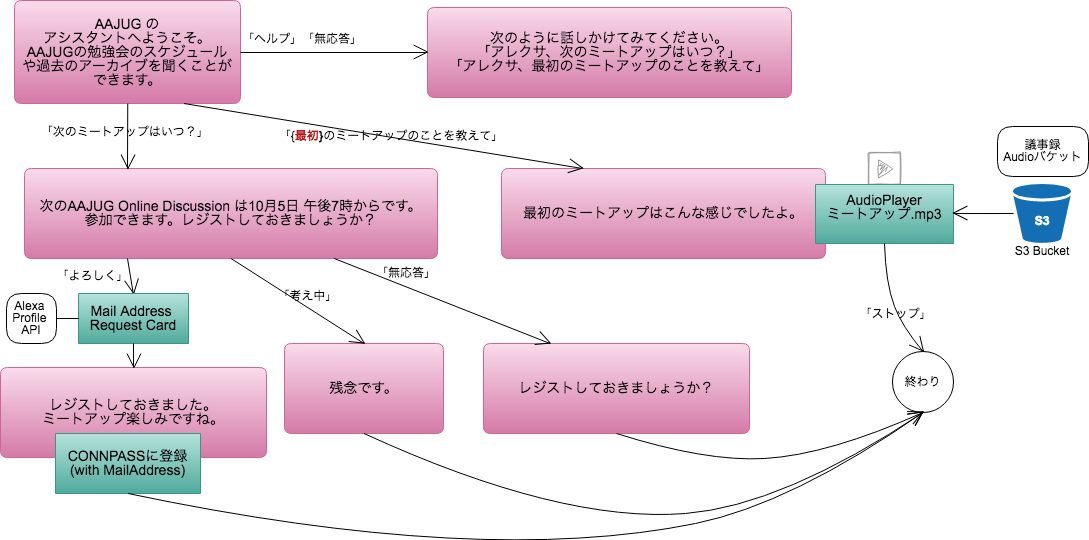 AAJUG の
アシスタントへようこそ。
AAJUGの勉強会のスケジュール
や過去のアーカイブを聞くことが
できます。
「ヘルプ」「無応答」
次のように話しかけてみてください。
「アレクサ、次のミートアップはいつ？」
「アレクサ、最初のミートアップのことを教えて」
「次のミートアップはいつ？」
「{最初}のミートアップのことを教えて」
議事録
Audioバケット
次のAAJUG Online Discussion は10月5日 午後7時からです。
参加できます。レジストしておきましょうか？
最初のミートアップはこんな感じでしたよ。
AudioPlayer
ミートアップ.mp3
S3
S3 Bucket
「よろしく」
「考え中」
「無応答」
「ストップ」
Alexa
Profile
API
Mail Address
Request Card
残念です。
レジストしておきましょうか？
終わり
レジストしておきました。
ミートアップ楽しみですね。
CONNPASSに登録
(with MailAddress)